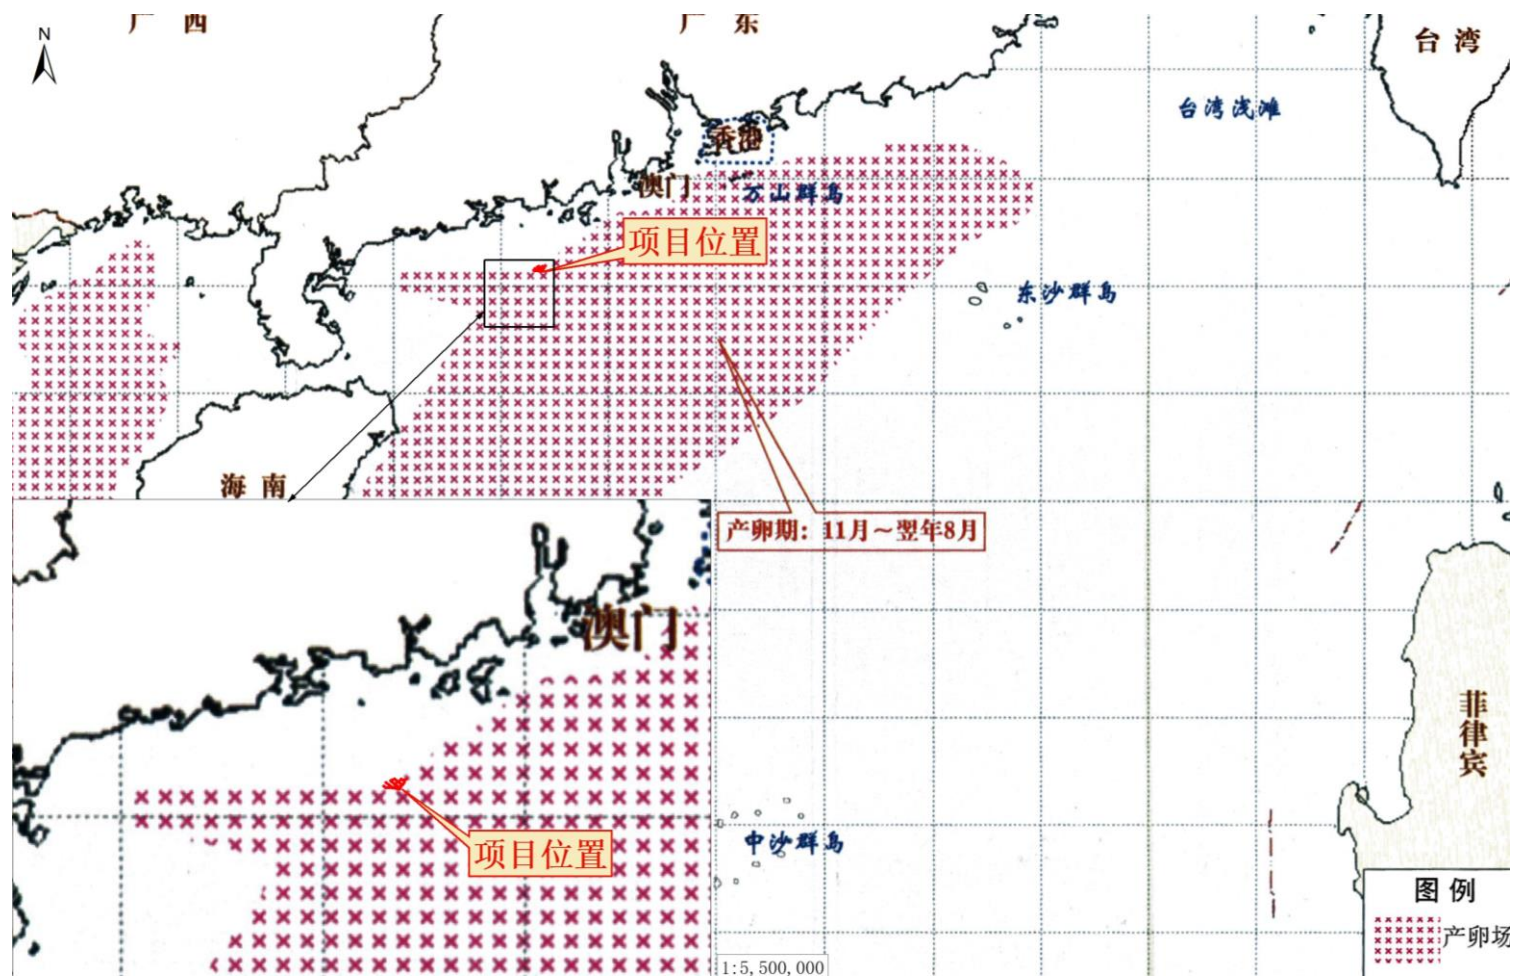 广 西
广 东
台 湾
N
台湾浅滩
香港
澳门
万山群岛
项目位置
东沙群岛
海 南
产卵期：11月～翌年8月
澳门
菲律宾
项目位置
中沙群岛
图 例
产卵场
1:5,500,000